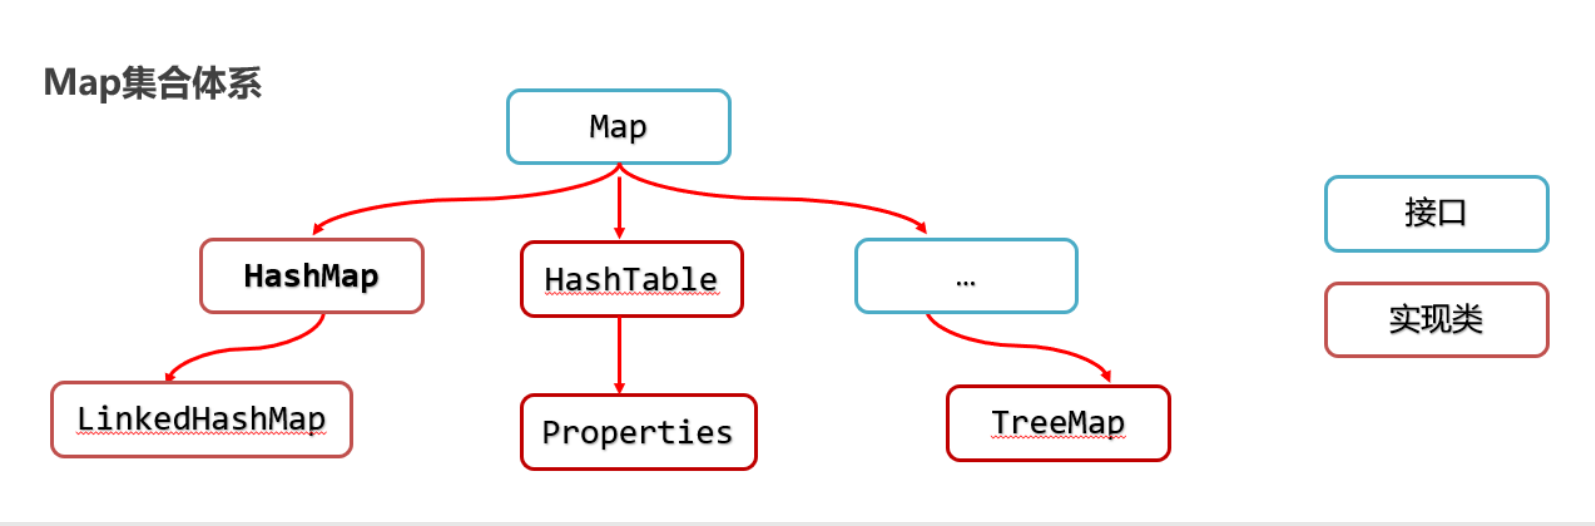 Map集合体系
Map
接口
HashMap
HashTable
...
实现类
LinkedHashMap
Properties
TreeMap